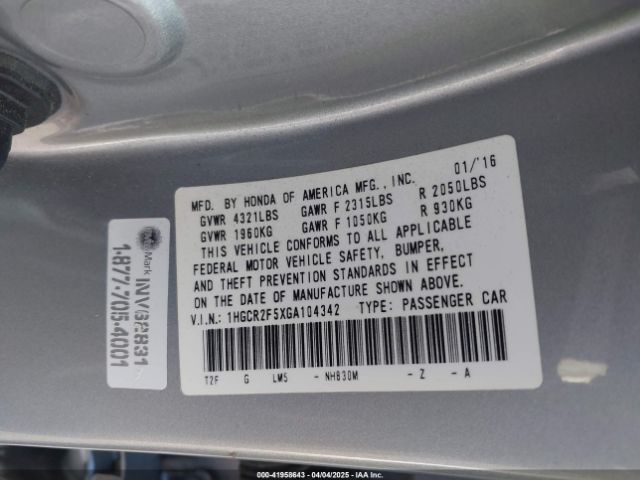 MFD. BY HONDA OF AMERICA MFG., INC. 01/'16
GVWR 4321LBS GAWR F 2315LBS R 2050LBS
GVWR 1960KG GAWR F 1050KG R 930KG
THIS VEHICLE CONFORMS TO ALL APPLICABLE
FEDERAL MOTOR VEHICLE SAFETY, BUMPER,
AND THEFT PREVENTION STANDARDS IN EFFECT
ON THE DATE OF MANUFACTURE SHOWN ABOVE.
V.I.N.: 1HGCR2F5XGA104342 TYPE: PASSENGER CAR
T2F G LM5 - NH830M - Z - A
Mark
1-877-705-4001
000-41958643 - 04/04/2025 - IAA Inc.